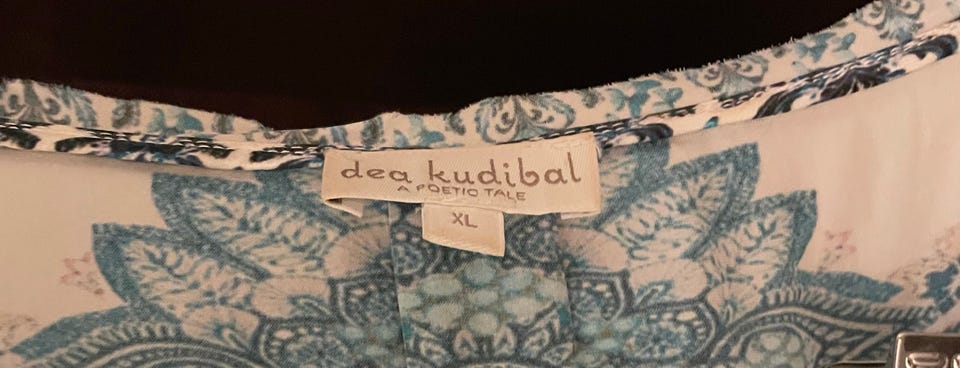 dea kudibal
A POETIC TALE
XL